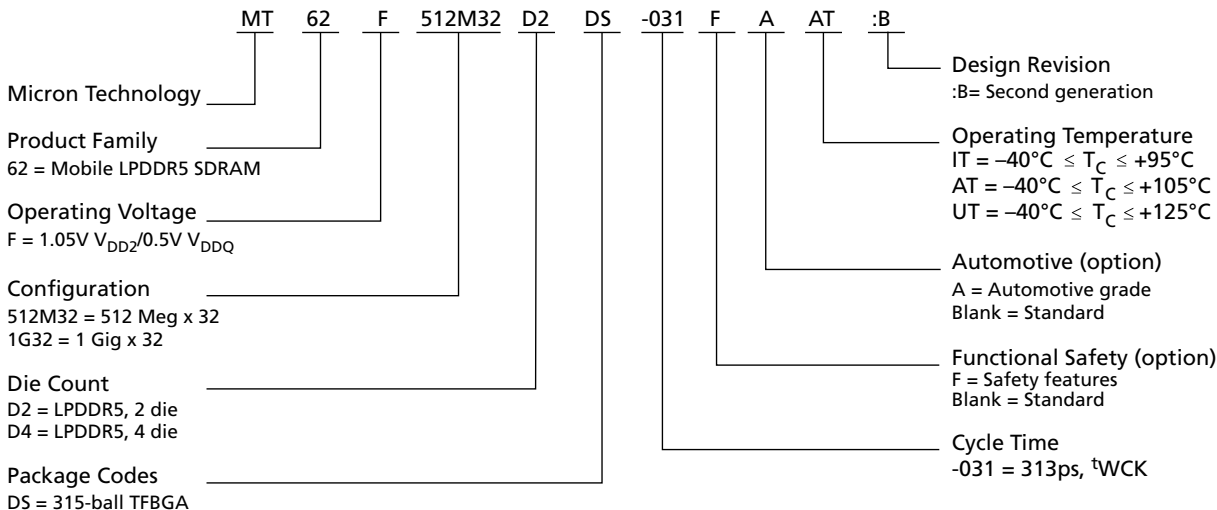 MT 62 F 512M32 D2 DS -031 F A AT :B
Micron Technology
Product Family
62 = Mobile LPDDR5 SDRAM
Operating Voltage
F = 1.05V VDD2/0.5V VDDQ
Configuration
512M32 = 512 Meg x 32
1G32 = 1 Gig x 32
Die Count
D2 = LPDDR5, 2 die
D4 = LPDDR5, 4 die
Package Codes
DS = 315-ball TFBGA
Design Revision
:B= Second generation
Operating Temperature
IT = –40°C ≤ TC ≤ +95°C
AT = –40°C ≤ TC ≤ +105°C
UT = –40°C ≤ TC ≤ +125°C
Automotive (option)
A = Automotive grade
Blank = Standard
Functional Safety (option)
F = Safety features
Blank = Standard
Cycle Time
-031 = 313ps, tWCK